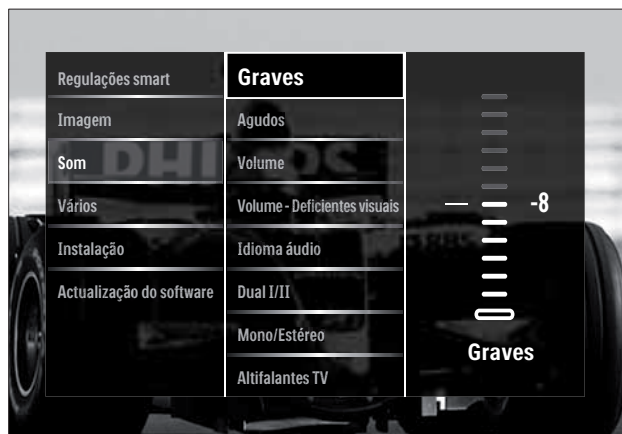 Regulações smart
Imagem
Som
Vários
Instalação
Actualização do software
Graves
Agudos
Volume
Volume - Deficientes visuais
Idioma áudio
Dual I/II
Mono/Estéreo
Altifalantes TV
-8
Graves